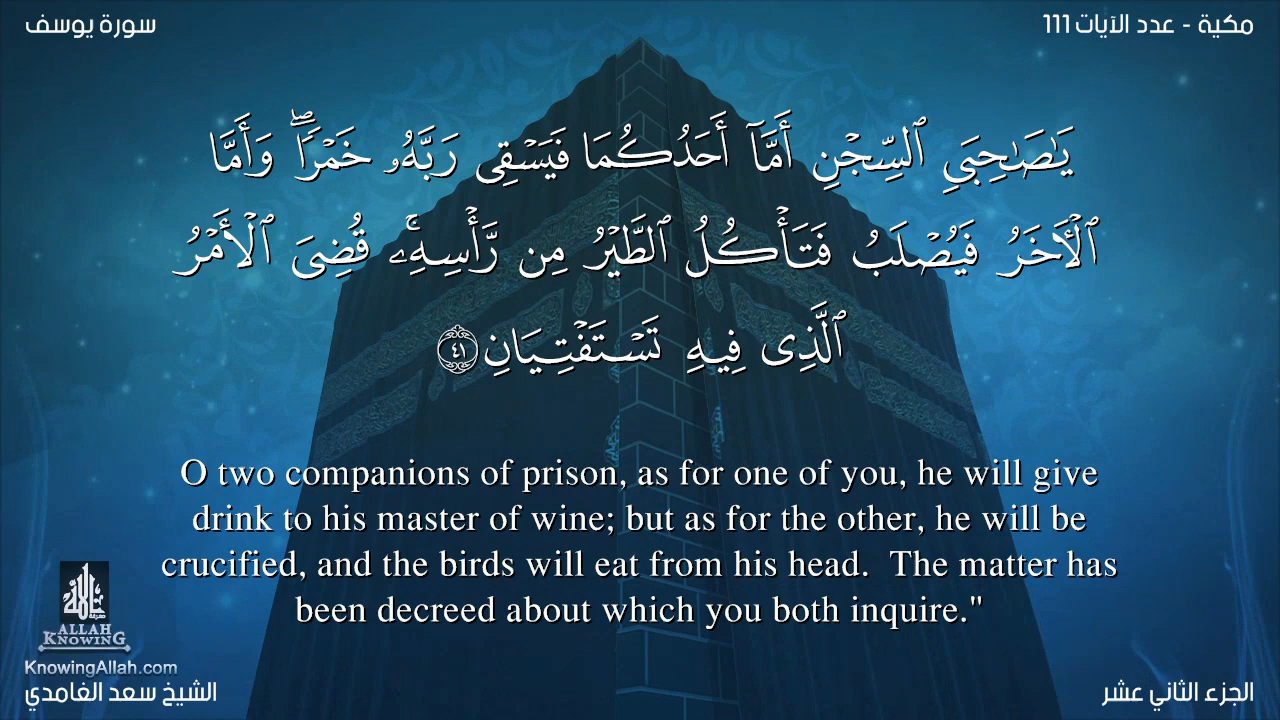 سورة يوسف
مكية - عدد الآيات 111
يَـٰصَـٰحِبَىِ ٱلسِّجْنِ أَمَّآ أَحَدُكُمَا فَيَسْقِى رَبَّهُۥ خَمْرًۭا ۖ وَأَمَّا
ٱلْـَٔاخَرُ فَيُصْلَبُ فَتَأْكُلُ ٱلطَّيْرُ مِن رَّأْسِهِۦ ۚ قُضِىَ ٱلْأَمْرُ
ٱلَّذِى فِيهِ تَسْتَفْتِيَانِ ٤١
O two companions of prison, as for one of you, he will give
drink to his master of wine; but as for the other, he will be
crucified, and the birds will eat from his head.  The matter has
been decreed about which you both inquire."
ALLAH
KNOWING
KnowingAllah.com
الشيخ سعد الغامدي
الجزء الثاني عشر